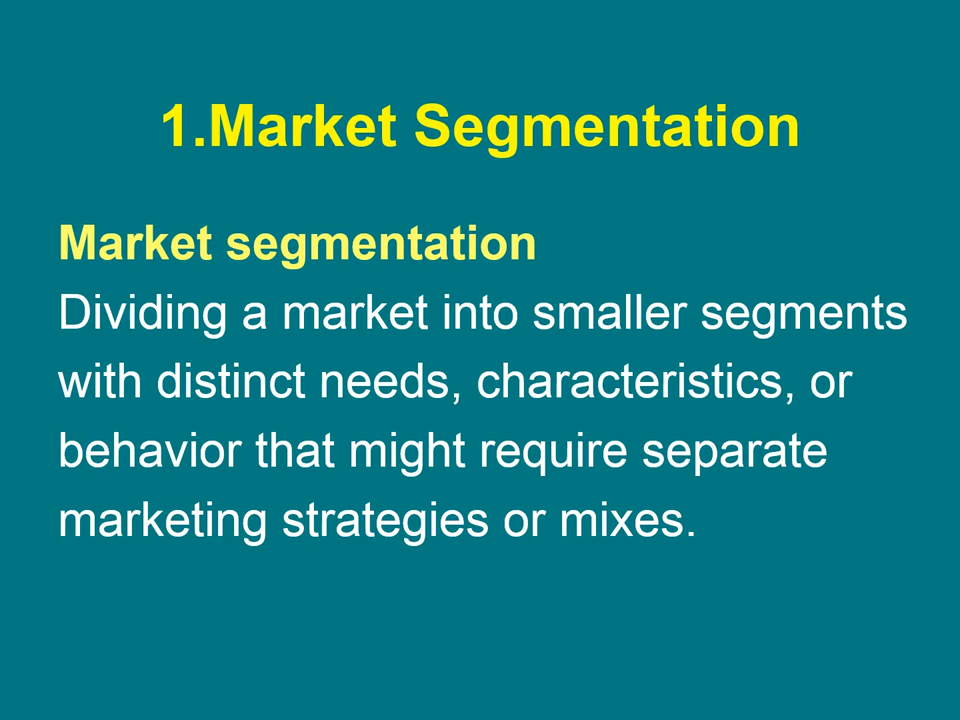 1.Market Segmentation
Market segmentation
Dividing a market into smaller segments
with distinct needs, characteristics, or
behavior that might require separate
marketing strategies or mixes.